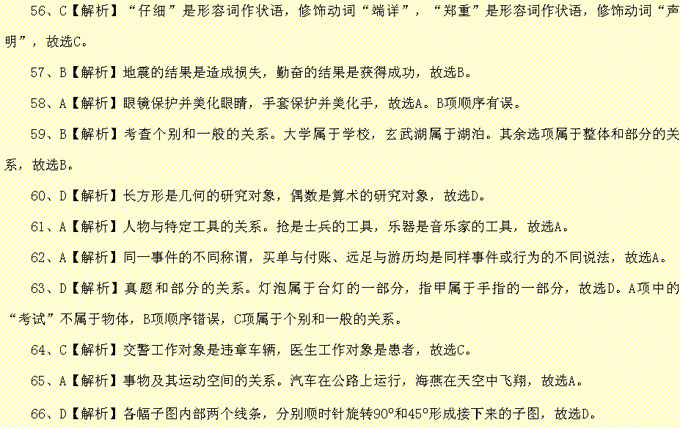 56、C【解析】“仔细”是形容词作状语，修饰动词“端详”，“郑重”是形容词作状语，修饰动词“声
明”，故选C。
57、B【解析】地震的结果是造成损失，勤奋的结果是获得成功，故选B。
58、A【解析】眼镜保护并美化眼睛，手套保护并美化手，故选A。B项顺序有误。
59、B【解析】考查个别和一般的关系。大学属于学校，玄武湖属于湖泊。其余选项属于整体和部分的关
系，故选B。
60、D【解析】长方形是几何的研究对象，偶数是算术的研究对象，故选D。
61、A【解析】人物与特定工具的关系。抢是士兵的工具，乐器是音乐家的工具，故选A。
62、A【解析】同一事件的不同称谓，买单与付账、远足与游历均是同样事件或行为的不同说法，故选A。
63、D【解析】真题和部分的关系。灯泡属于台灯的一部分，指甲属于手指的一部分，故选D。A项中的
“考试”不属于物体，B项顺序错误，C项属于个别和一般的关系。
64、C【解析】交警工作对象是违章车辆，医生工作对象是患者，故选C。
65、A【解析】事物及其运动空间的关系。汽车在公路上运行，海燕在天空中飞翔，故选A。
66、D【解析】各幅子图内部两个线条，分别顺时针旋转90°和45°形成接下来的子图，故选D。